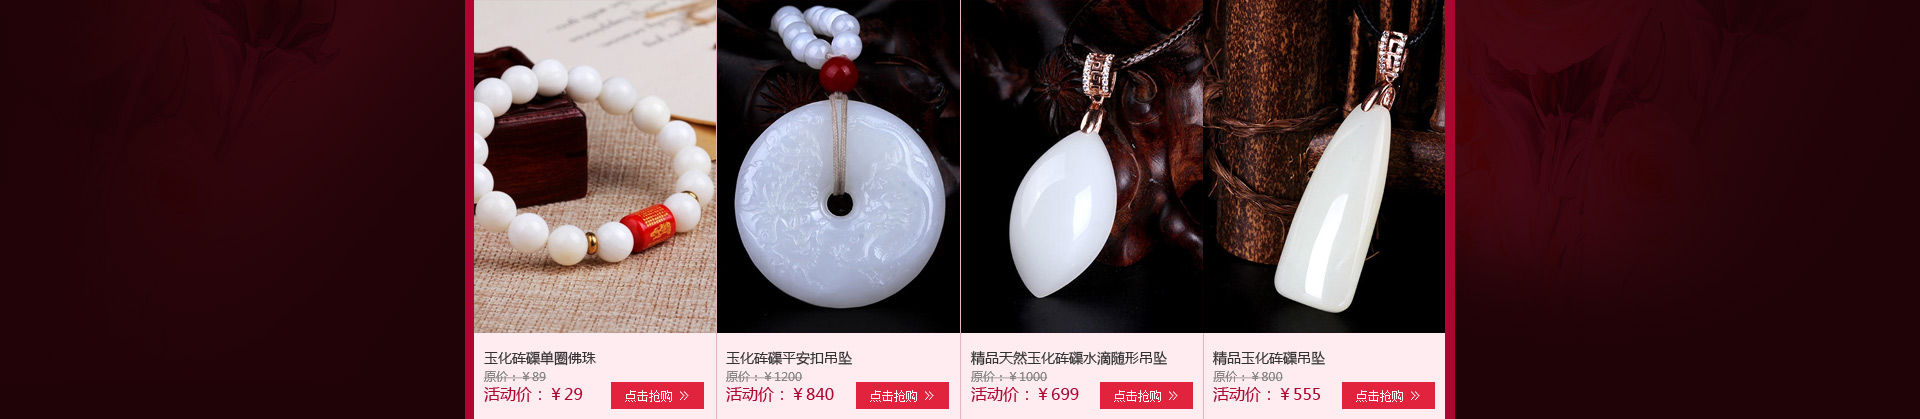 玉化砗磲单圈佛珠
原价：￥89
活动价：￥29
点击抢购 »
玉化砗磲平安扣吊坠
原价：￥1200
活动价：￥840
点击抢购 »
精品天然玉化砗磲水滴随形吊坠
原价：￥1000
活动价：￥699
点击抢购 »
精品玉化砗磲吊坠
原价：￥800
活动价：￥555
点击抢购 »